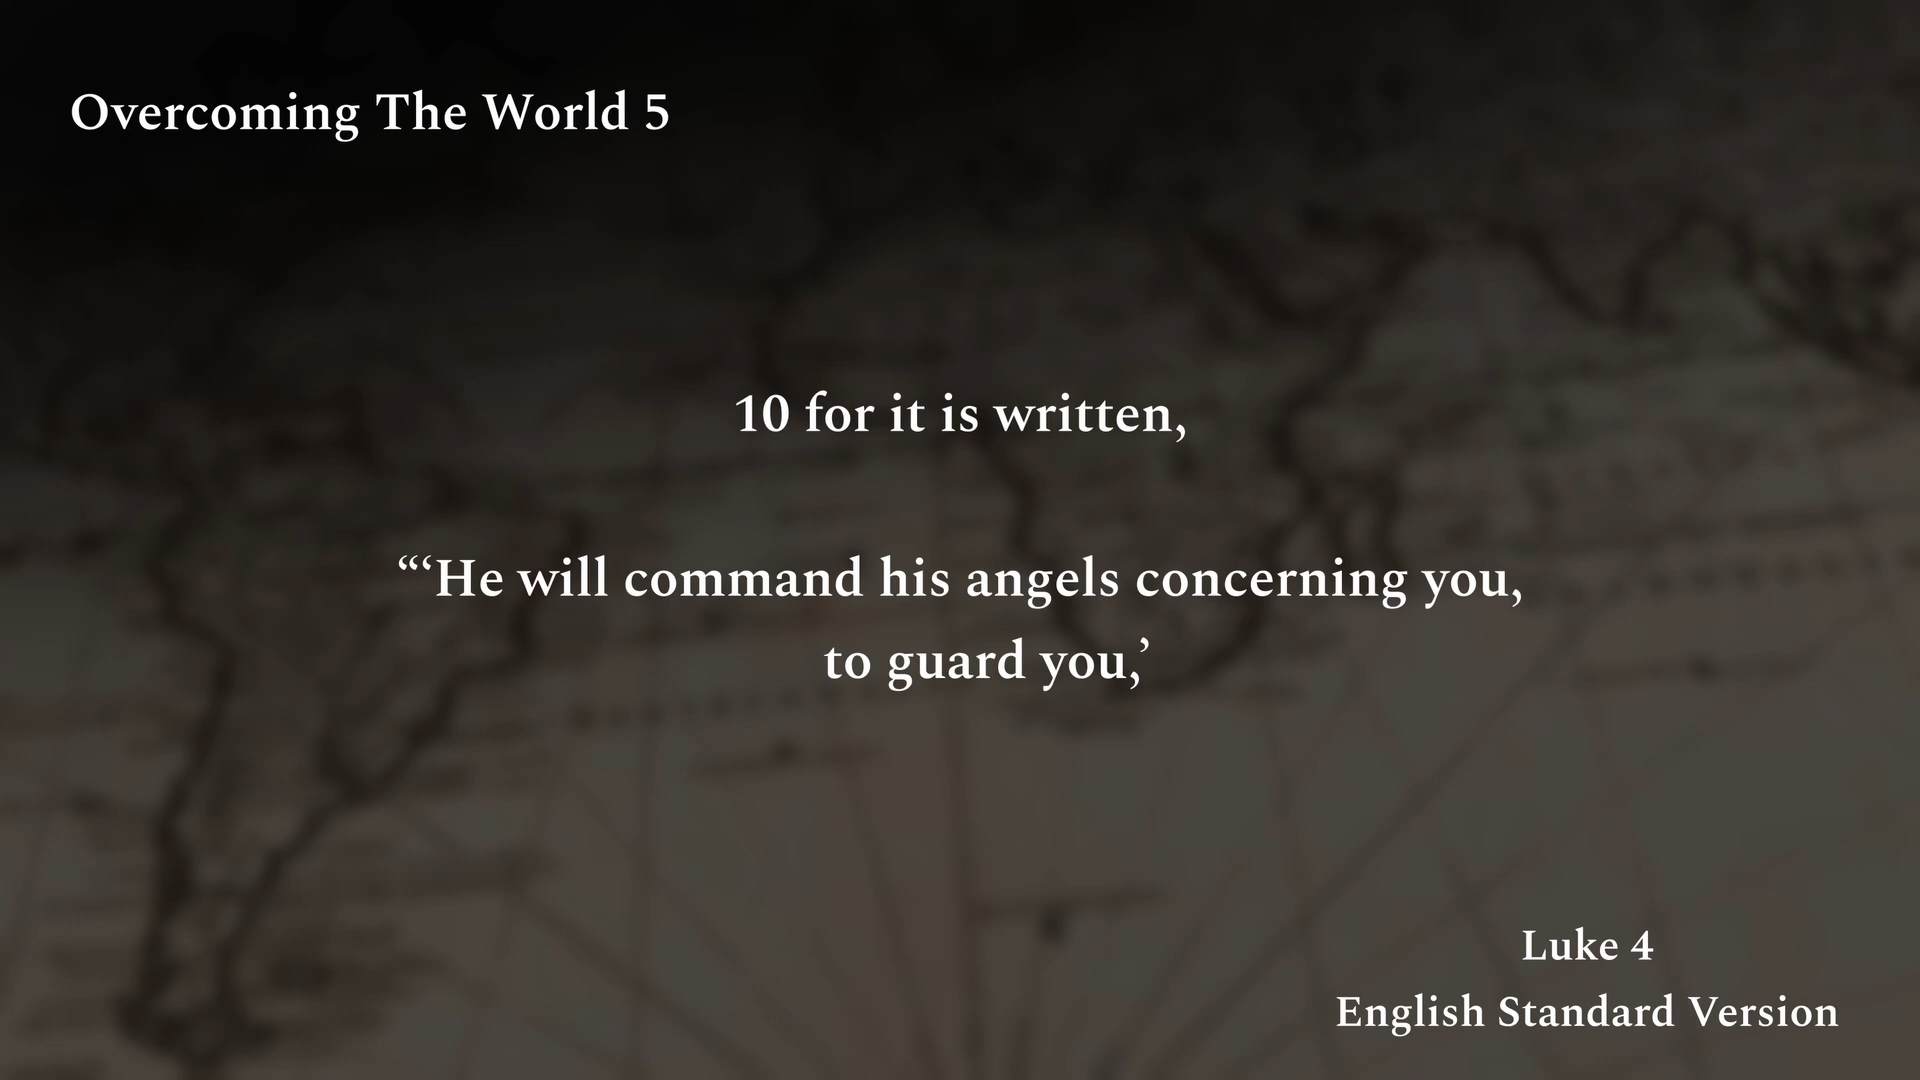 Overcoming The World 5
10 for it is written,
“‘He will command his angels concerning you,
to guard you,’
Luke 4
English Standard Version